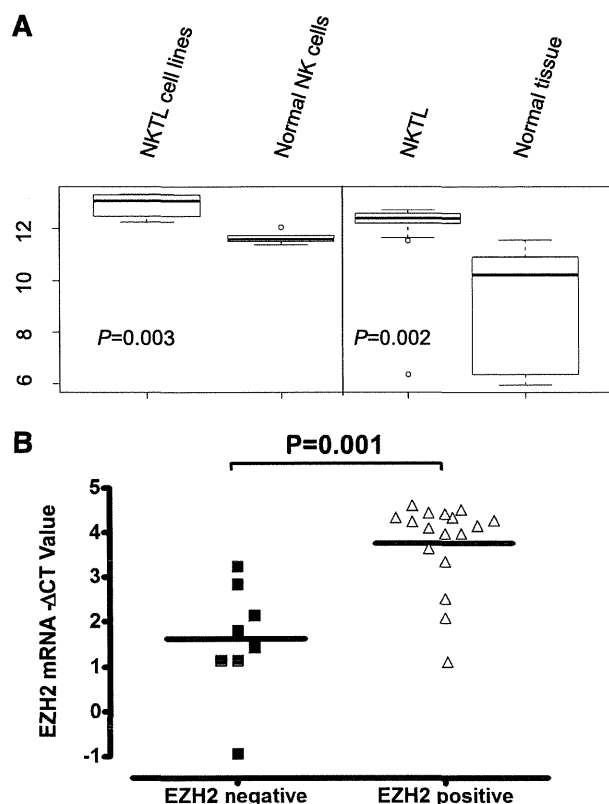 A
NKTL cell lines
Normal NK cells
NKTL
Normal tissue
12
10
8
6
P=0.003
P=0.002
B
P=0.001
EZH2 mRNA -ΔCT Value
5
4
3
2
1
0
-1
EZH2 negative
EZH2 positive